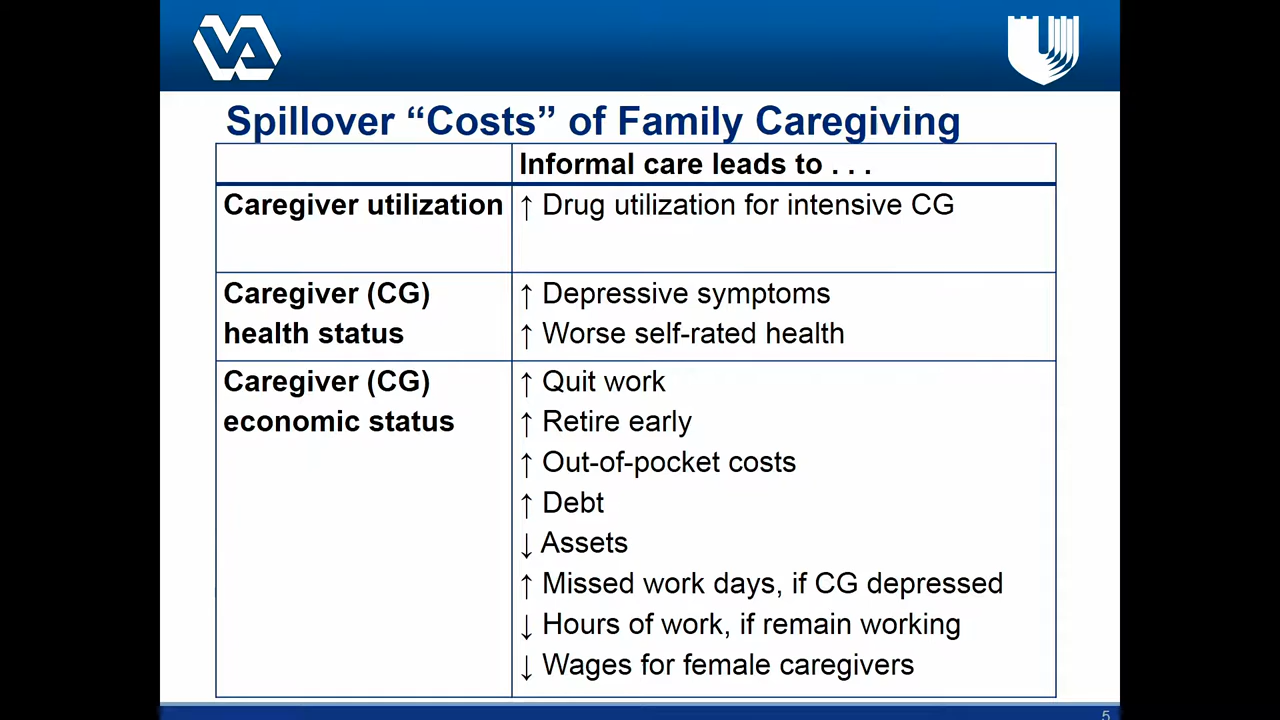 VA
Spillover “Costs” of Family Caregiving
Informal care leads to . . .
Caregiver utilization
↑ Drug utilization for intensive CG
Caregiver (CG)
health status
↑ Depressive symptoms
↑ Worse self-rated health
Caregiver (CG)
economic status
↑ Quit work
↑ Retire early
↑ Out-of-pocket costs
↑ Debt
↓ Assets
↑ Missed work days, if CG depressed
↓ Hours of work, if remain working
↓ Wages for female caregivers
5